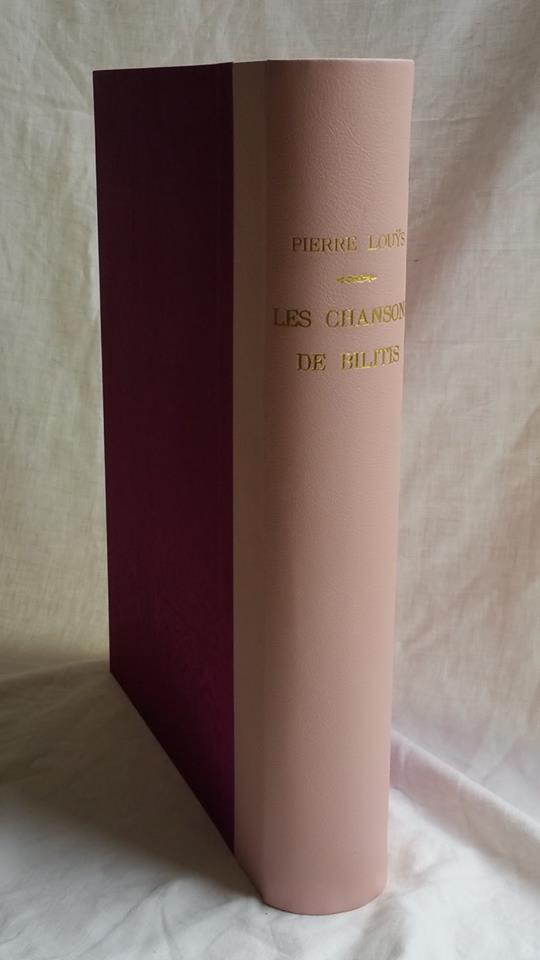 PIERRE LOUŸS
LES CHANSON
DE BILITIS